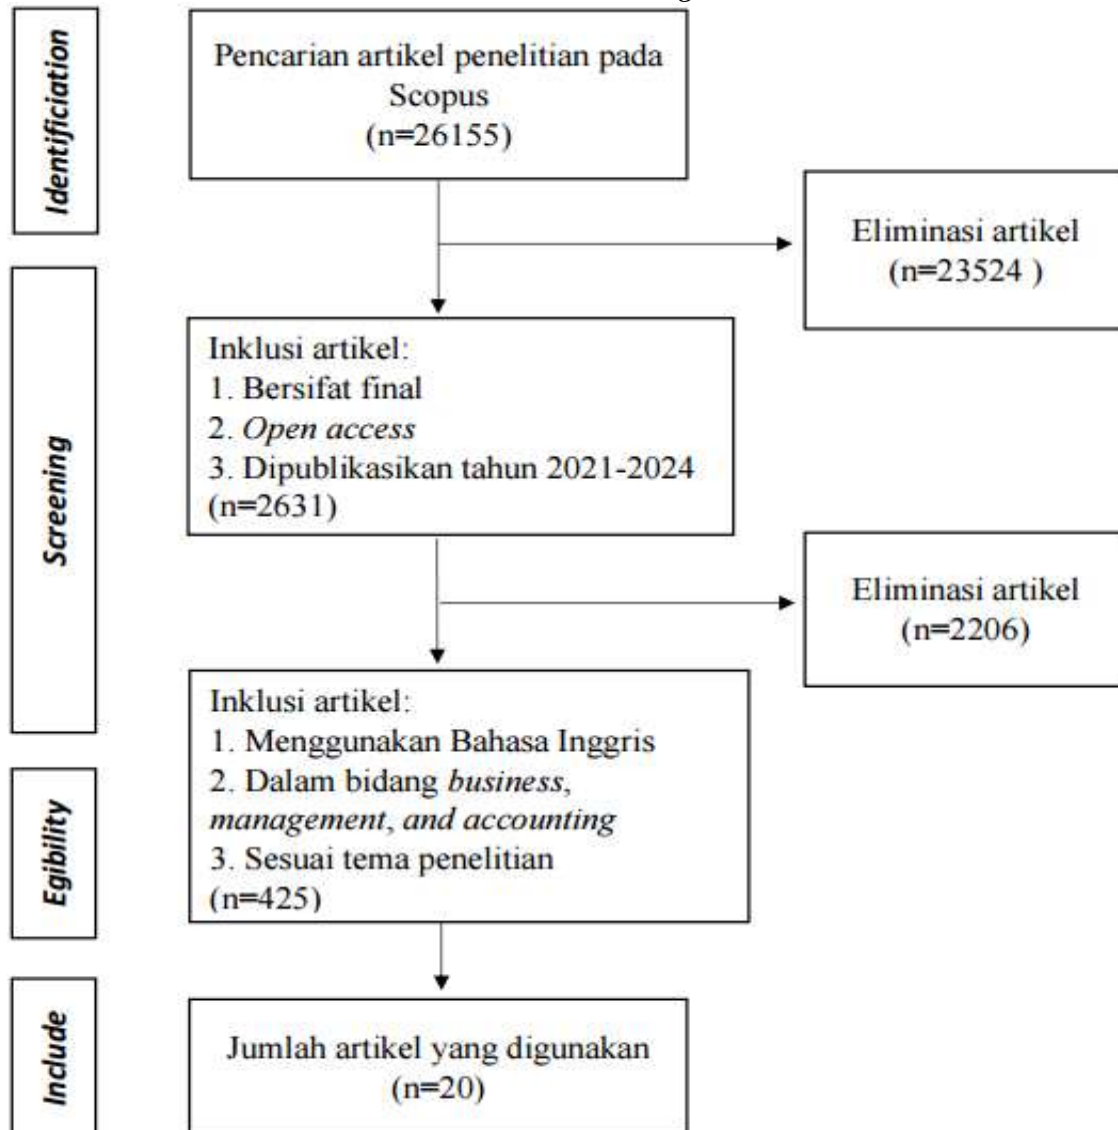 Identificiation
Pencarian artikel penelitian pada
Scopus
(n=26155)
Eliminasi artikel
(n=23524 )
Screening
Inklusi artikel:
1. Bersifat final
2. Open access
3. Dipublikasikan tahun 2021-2024
(n=2631)
Eliminasi artikel
(n=2206)
Inklusi artikel:
1. Menggunakan Bahasa Inggris
2. Dalam bidang business,
management, and accounting
3. Sesuai tema penelitian
(n=425)
Egibility
Include
Jumlah artikel yang digunakan
(n=20)